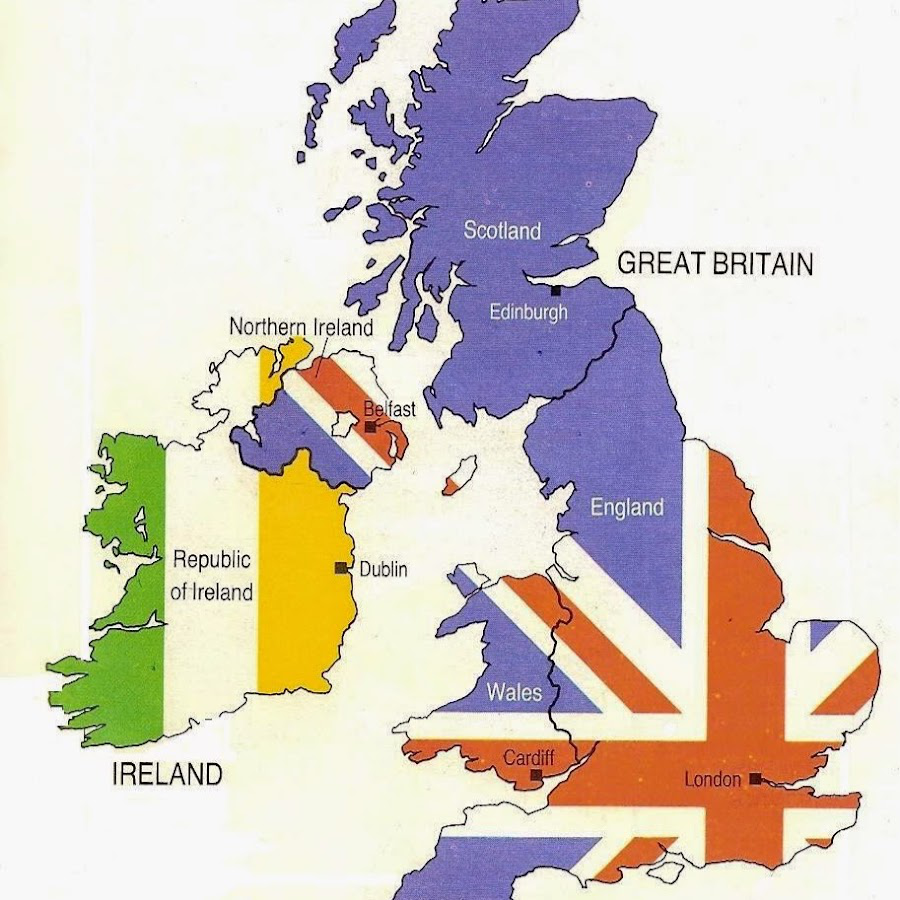 Scotland
GREAT BRITAIN
Edinburgh
Northern Ireland
Belfast
England
Republic
of Ireland
Dublin
Wales
Cardiff
London
IRELAND